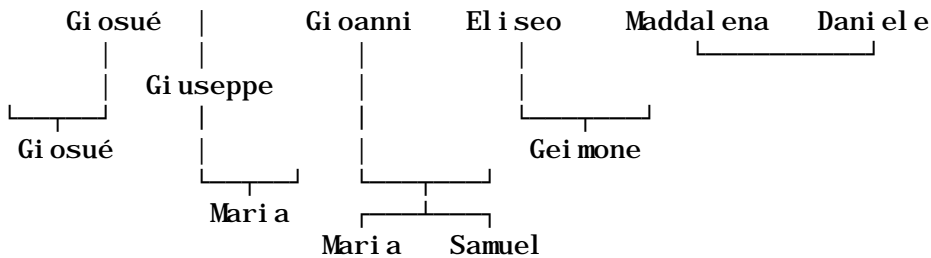 Giosué Gioanni Eliseo Maddalena Daniele
Giuseppe
Giosué Geimone
Maria
Maria Samuel